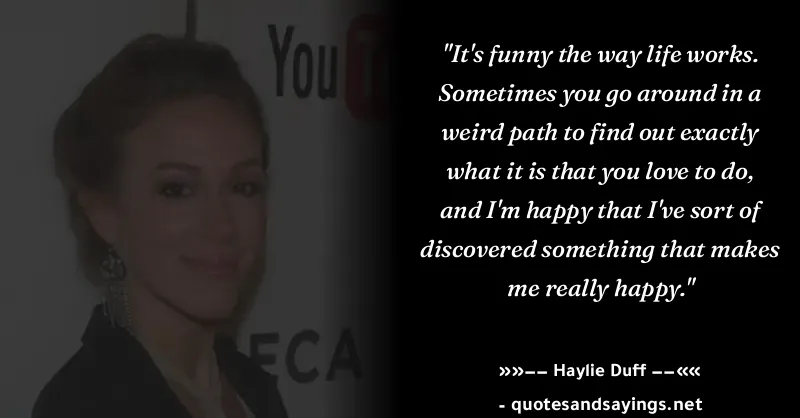 You T
ECA
"It's funny the way life works.
Sometimes you go around in a
weird path to find out exactly
what it is that you love to do,
and I'm happy that I've sort of
discovered something that makes
me really happy."
»»–– Haylie Duff ––««
- quotesandsayings.net